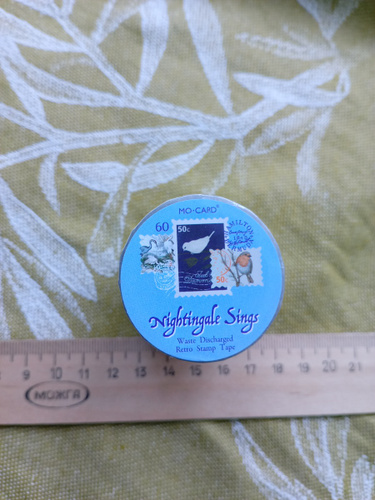 MO·CARD®
60
50c
50c
Nightingale Sings
Waste Discharged
Retro Stamp Tape
9 10 11 12 13 14 15 16 17 18 19 20 21
МОЖГА